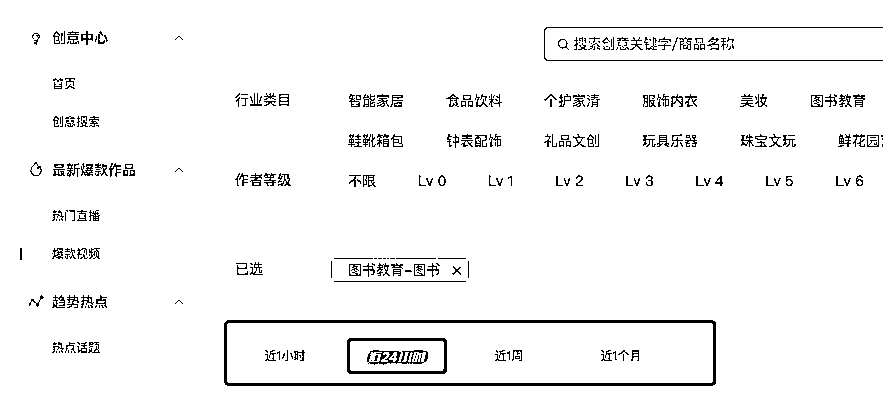 创意中心
首页
创意搜索
最新爆款作品
热门直播
爆款视频
趋势热点
热点话题
搜索创意关键字/商品名称
行业类目 智能家居 食品饮料 个护家清 服饰内衣 美妆 图书教育
鞋靴箱包 钟表配饰 礼品文创 玩具乐器 珠宝文玩 鲜花园
作者等级 不限 Lv 0 Lv 1 Lv 2 Lv 3 Lv 4 Lv 5 Lv 6
已选 图书教育-图书 ×
近1小时 近24小时 近1周 近1个月